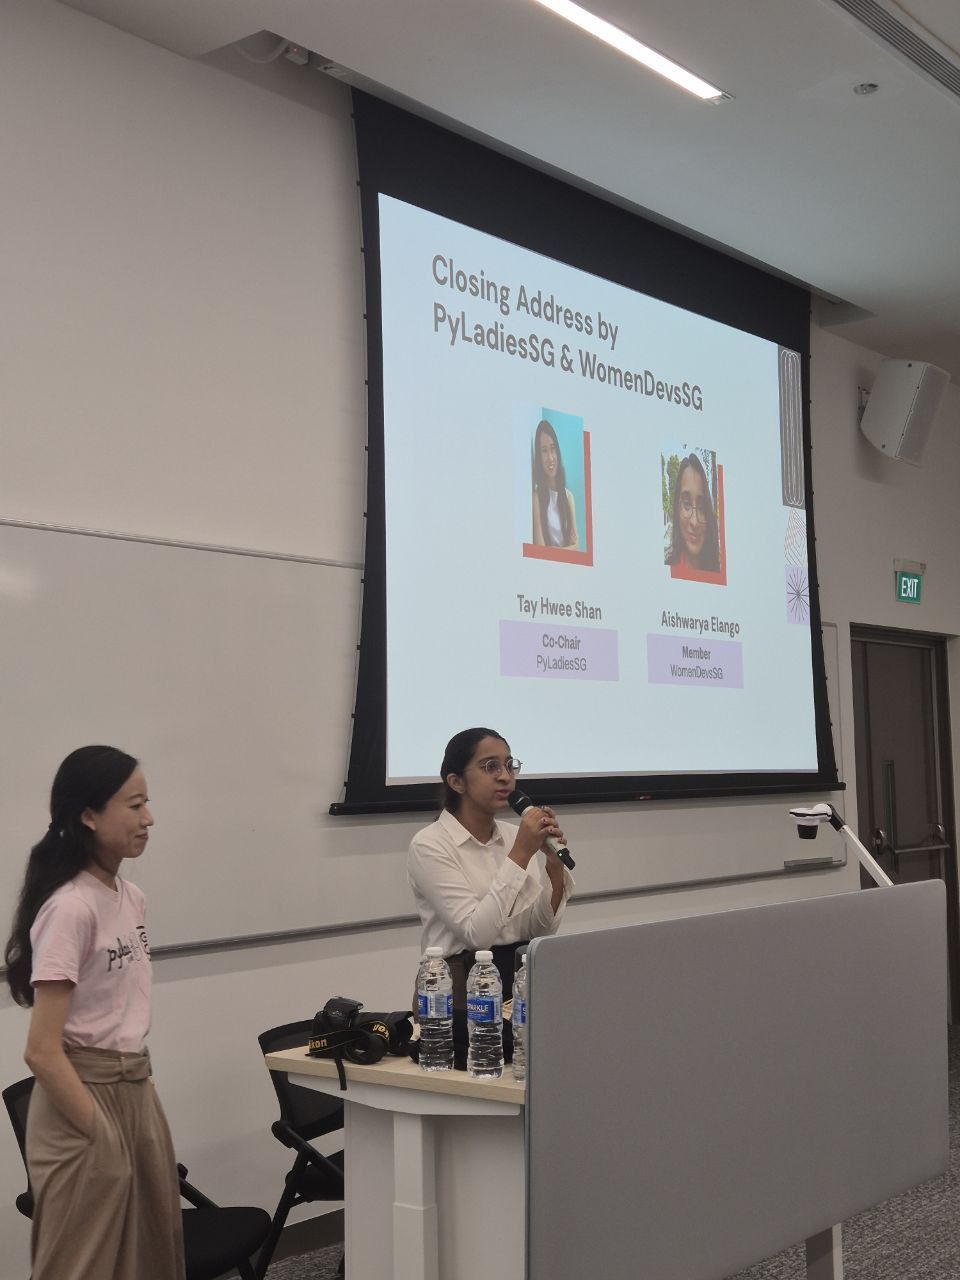 Closing Address by
PyLadiesSG & WomenDevsSG
Tay Hwee Shan
Co-Chair
PyLadiesSG
Aishwarya Elango
Member
WomenDevsSG
EXIT
SPARKLE
Nikon